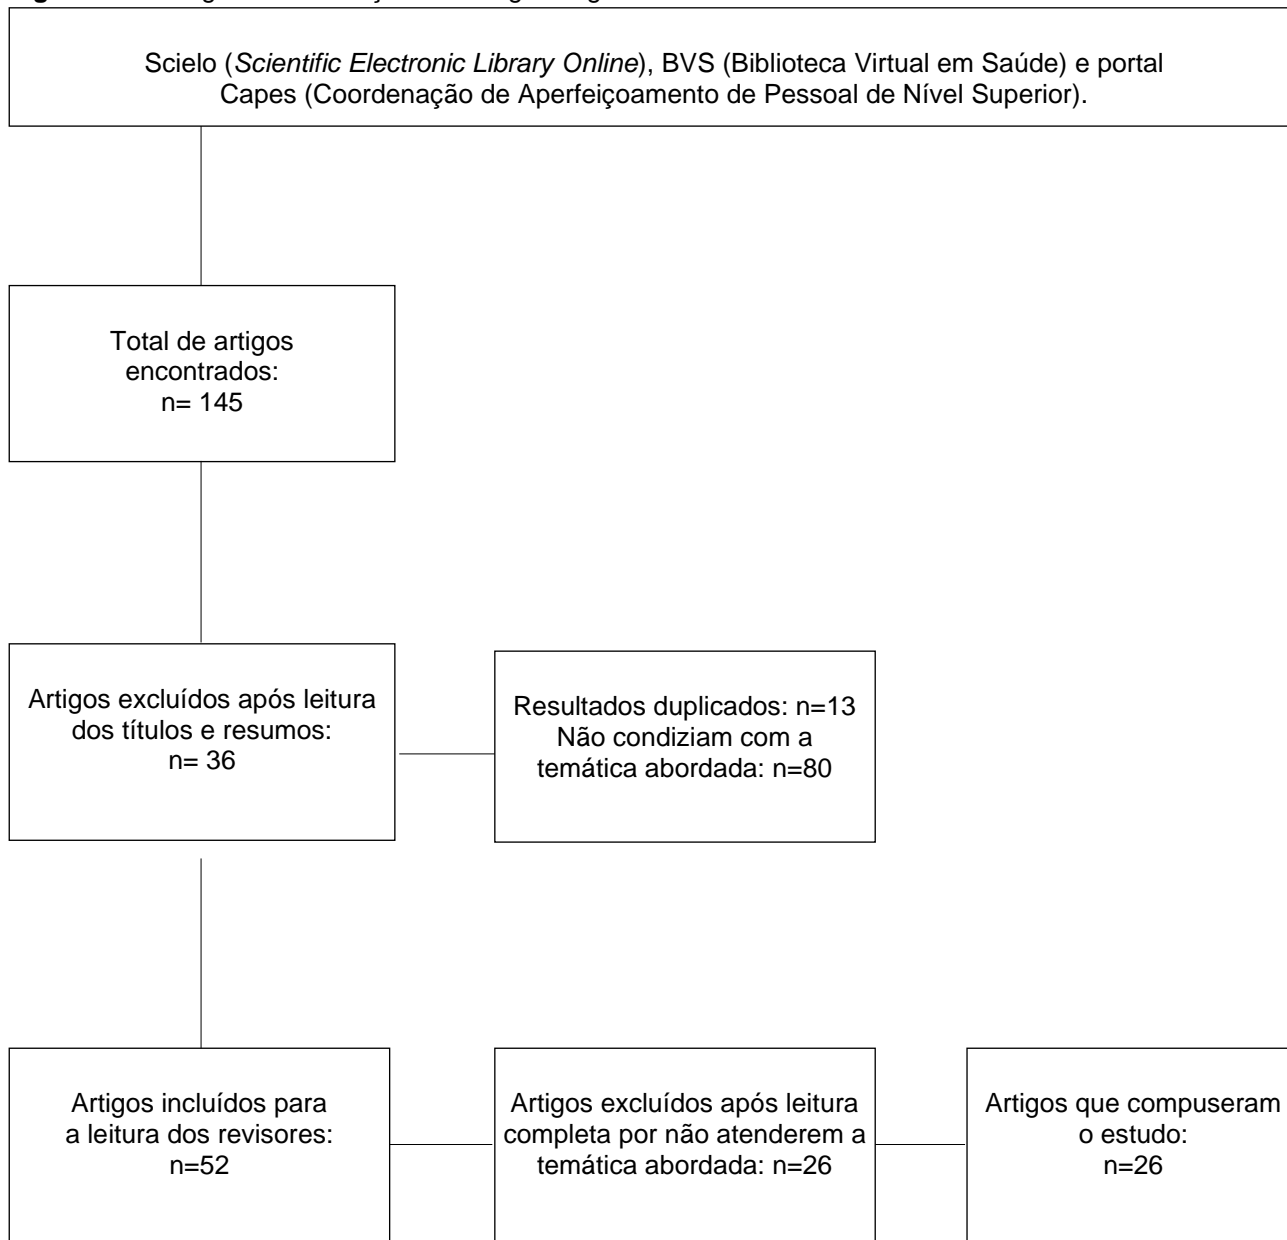 Scielo (Scientific Electronic Library Online), BVS (Biblioteca Virtual em Saúde) e portal
Capes (Coordenação de Aperfeiçoamento de Pessoal de Nível Superior).
Total de artigos
encontrados:
n= 145
Artigos excluídos após leitura
dos títulos e resumos:
n= 36
Resultados duplicados: n=13
Não condiziam com a
temática abordada: n=80
Artigos incluídos para
a leitura dos revisores:
n=52
Artigos excluídos após leitura
completa por não atenderem a
temática abordada: n=26
Artigos que compuseram
o estudo:
n=26